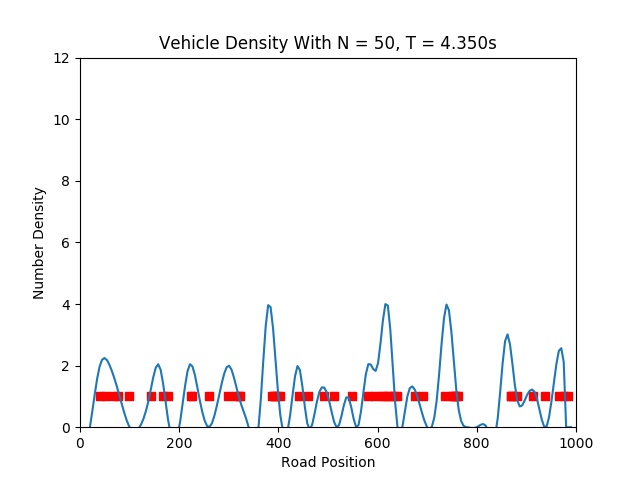 Vehicle Density With N = 50, T = 4.350s
12
10
8
6
4
2
0
Number Density
0 200 400 600 800 1000
Road Position